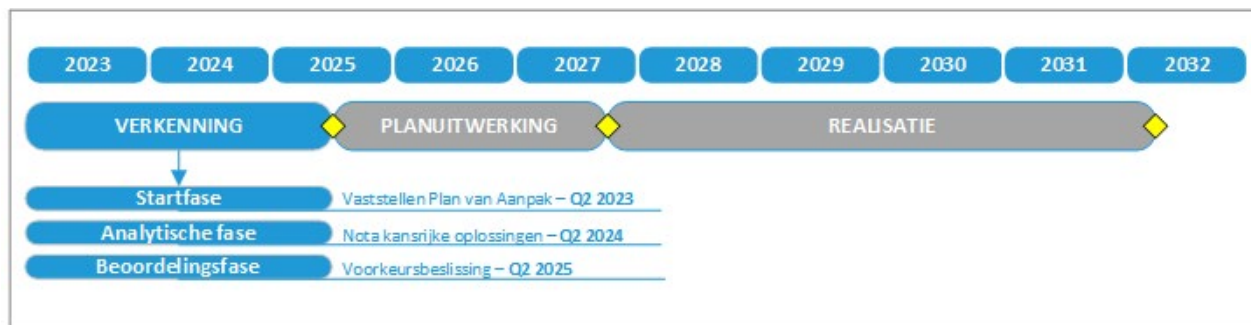 2023 2024 2025 2026 2027 2028 2029 2030 2031 2032
VERKENNING PLANUITWERKING REALISATIE
Startfase Vaststellen Plan van Aanpak – Q2 2023
Analytische fase Nota kansrijke oplossingen – Q2 2024
Beoordelingsfase Voorkeursbeslissing – Q2 2025